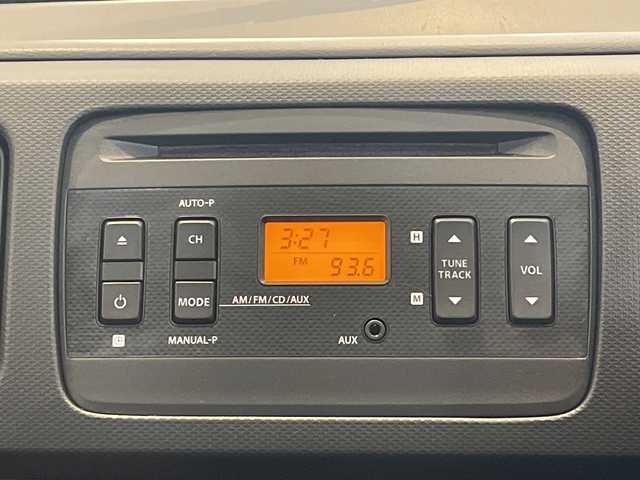 AUTO-P
CH
MODE
MANUAL-P
3:27
FM 93.6
AM/FM/CD/AUX
AUX
H
M
TUNE
TRACK
VOL